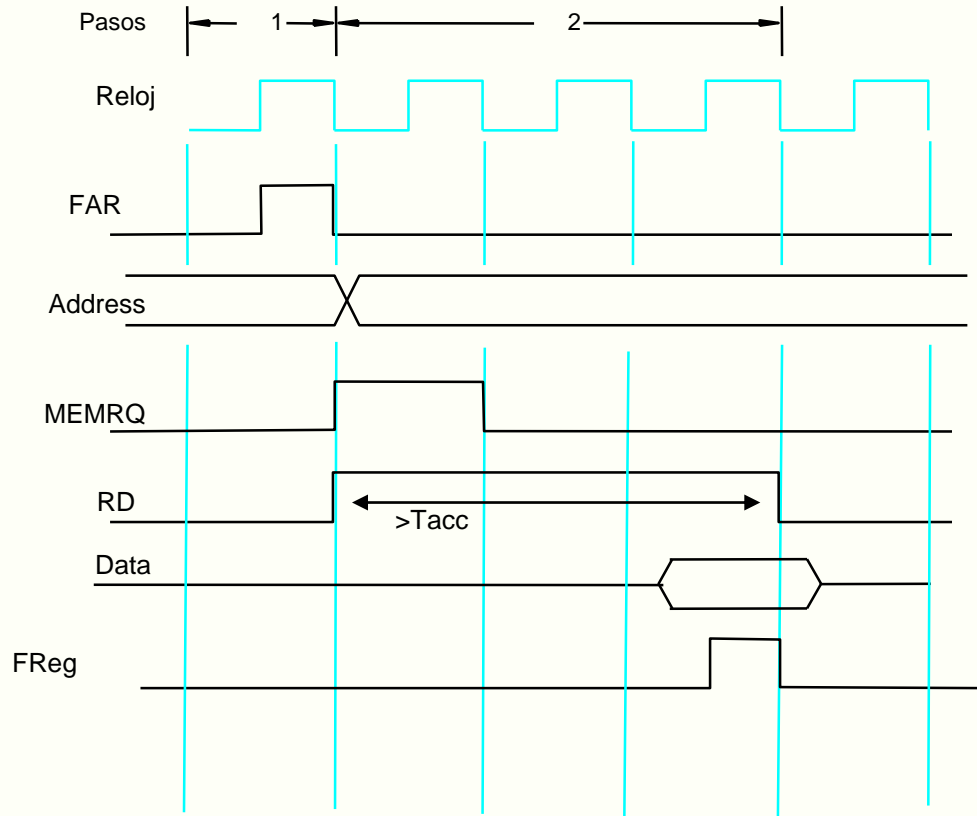 Pasos 1 2
Reloj
FAR
Address
MEMRQ
RD
>Tacc
Data
FReg